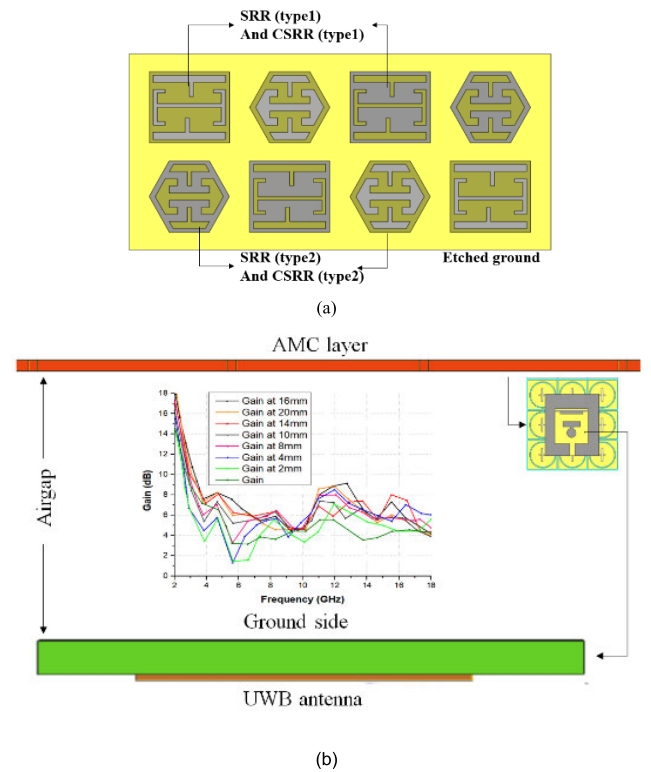 SRR (type1)
And CSRR (type1)
SRR (type2)
And CSRR (type2)
Etched ground
(a)
AMC layer
Airgap
18
16
14
12
10
8
6
4
2
0
Gain (dB)
Gain at 16mm
Gain at 20mm
Gain at 14mm
Gain at 10mm
Gain at 8mm
Gain at 4mm
Gain at 2mm
Gain
2 4 6 8 10 12 14 16 18
Frequency (GHz)
Ground side
UWB antenna
(b)